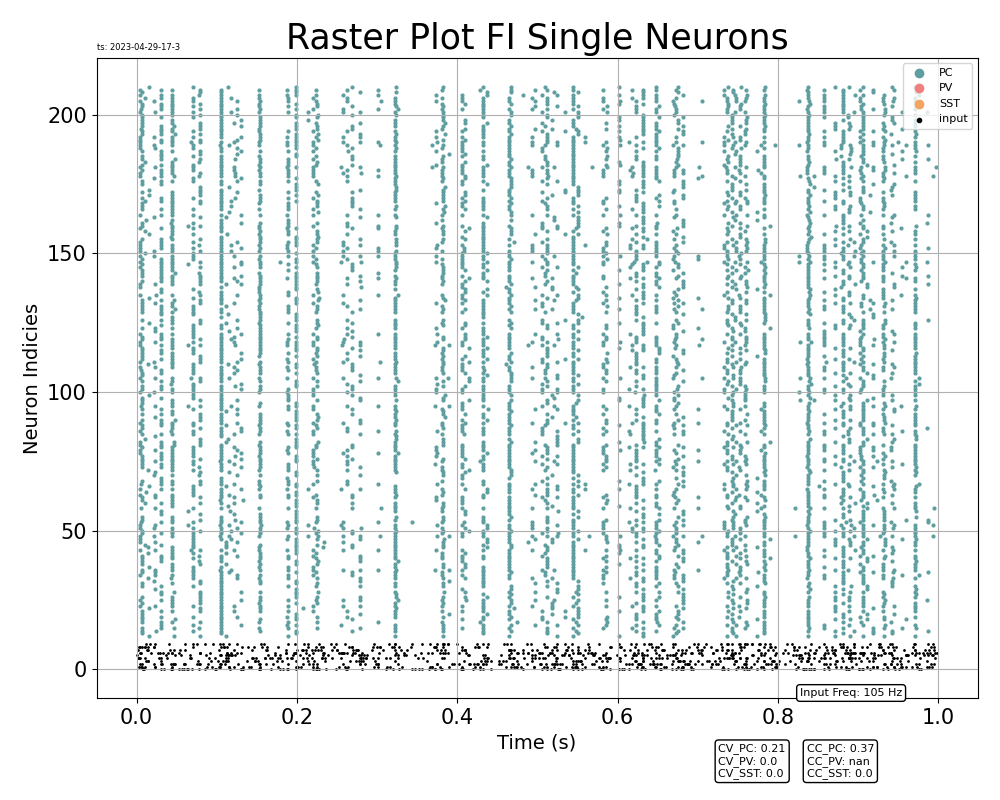 Raster Plot FI Single Neurons
ts: 2023-04-29-17-3
PC
PV
SST
input
200
150
100
50
0
Neuron Indicies
0.0 0.2 0.4 0.6 0.8 1.0
Time (s)
Input Freq: 105 Hz
CV_PC: 0.21
CV_PV: 0.0
CV_SST: 0.0
CC_PC: 0.37
CC_PV: nan
CC_SST: 0.0